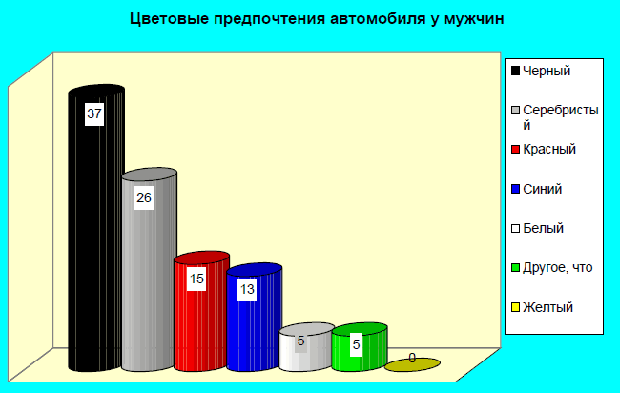 Цветовые предпочтения автомобиля у мужчин
37
26
15
13
5
5
0
Черный
Серебристы
й
Красный
Синий
Белый
Другое, что
Желтый